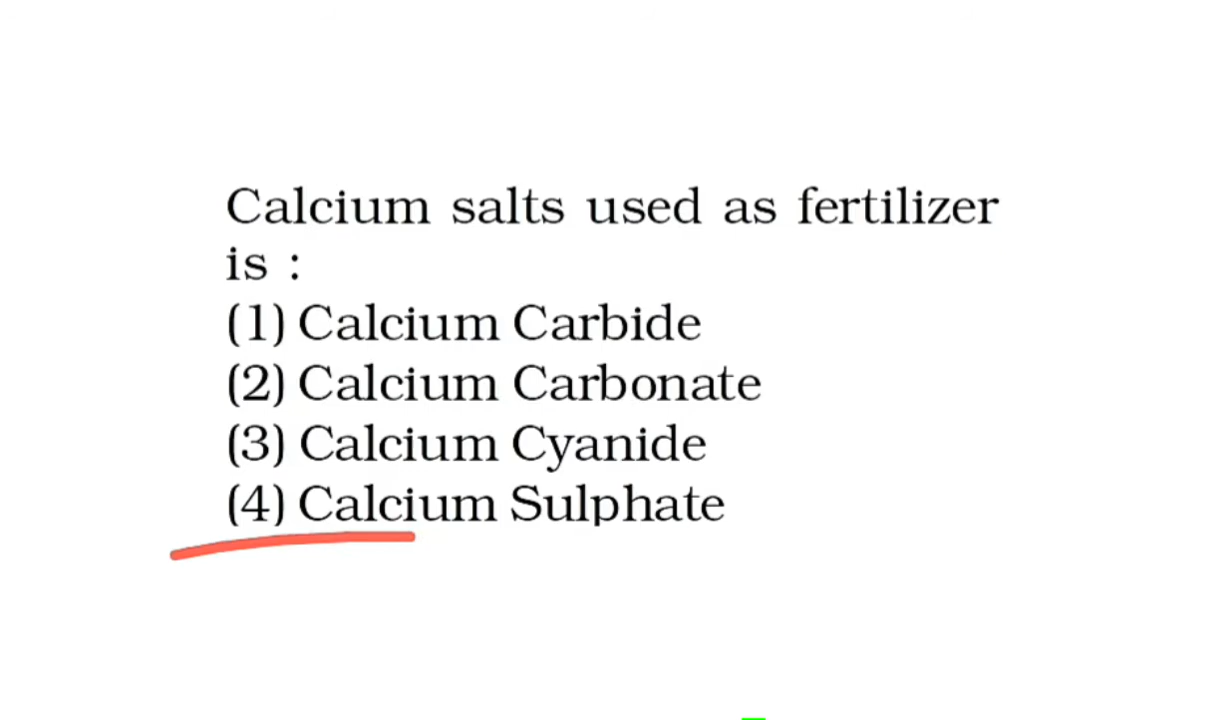 Calcium salts used as fertilizer
is :
(1) Calcium Carbide
(2) Calcium Carbonate
(3) Calcium Cyanide
(4) Calcium Sulphate